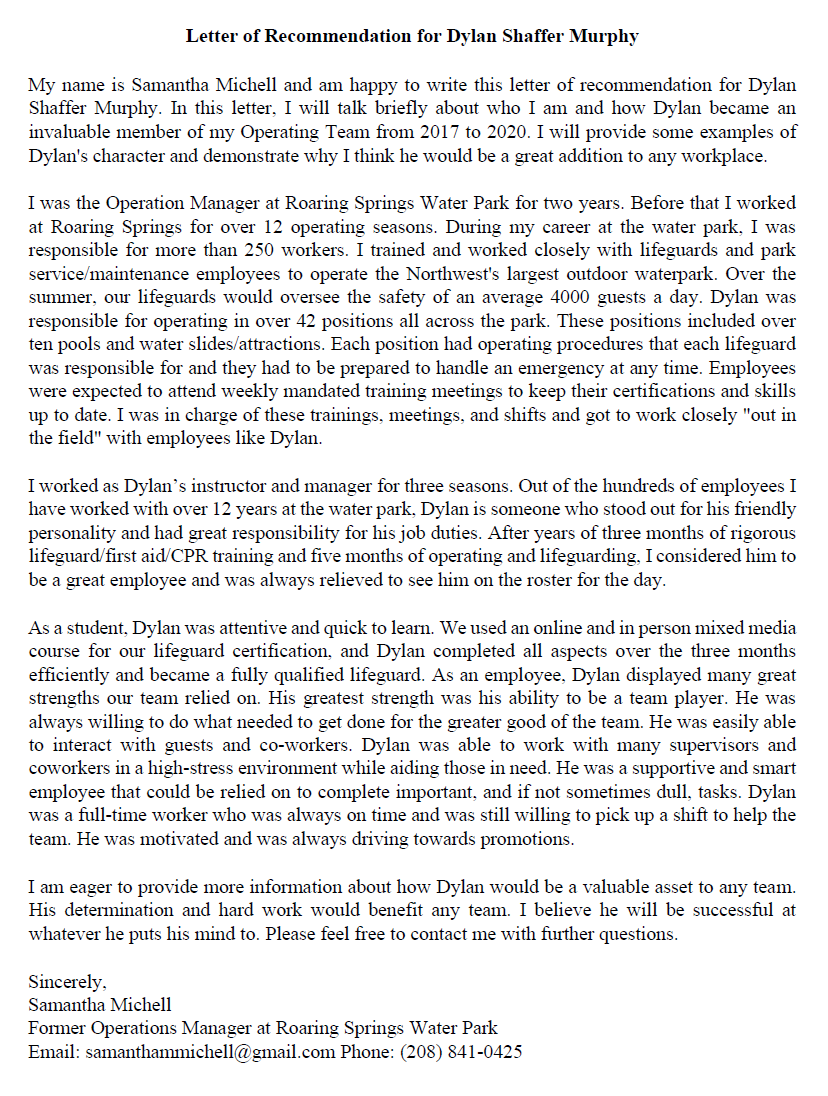 Letter of Recommendation for Dylan Shaffer Murphy
My name is Samantha Michell and am happy to write this letter of recommendation for Dylan
Shaffer Murphy. In this letter, I will talk briefly about who I am and how Dylan became an
invaluable member of my Operating Team from 2017 to 2020. I will provide some examples of
Dylan's character and demonstrate why I think he would be a great addition to any workplace.
I was the Operation Manager at Roaring Springs Water Park for two years. Before that I worked
at Roaring Springs for over 12 operating seasons. During my career at the water park, I was
responsible for more than 250 workers. I trained and worked closely with lifeguards and park
service/maintenance employees to operate the Northwest's largest outdoor waterpark. Over the
summer, our lifeguards would oversee the safety of an average 4000 guests a day. Dylan was
responsible for operating in over 42 positions all across the park. These positions included over
ten pools and water slides/attractions. Each position had operating procedures that each lifeguard
was responsible for and they had to be prepared to handle an emergency at any time. Employees
were expected to attend weekly mandated training meetings to keep their certifications and skills
up to date. I was in charge of these trainings, meetings, and shifts and got to work closely "out in
the field" with employees like Dylan.
I worked as Dylan’s instructor and manager for three seasons. Out of the hundreds of employees I
have worked with over 12 years at the water park, Dylan is someone who stood out for his friendly
personality and had great responsibility for his job duties. After years of three months of rigorous
lifeguard/first aid/CPR training and five months of operating and lifeguarding, I considered him to
be a great employee and was always relieved to see him on the roster for the day.
As a student, Dylan was attentive and quick to learn. We used an online and in person mixed media
course for our lifeguard certification, and Dylan completed all aspects over the three months
efficiently and became a fully qualified lifeguard. As an employee, Dylan displayed many great
strengths our team relied on. His greatest strength was his ability to be a team player. He was
always willing to do what needed to get done for the greater good of the team. He was easily able
to interact with guests and co-workers. Dylan was able to work with many supervisors and
coworkers in a high-stress environment while aiding those in need. He was a supportive and smart
employee that could be relied on to complete important, and if not sometimes dull, tasks. Dylan
was a full-time worker who was always on time and was still willing to pick up a shift to help the
team. He was motivated and was always driving towards promotions.
I am eager to provide more information about how Dylan would be a valuable asset to any team.
His determination and hard work would benefit any team. I believe he will be successful at
whatever he puts his mind to. Please feel free to contact me with further questions.
Sincerely,
Samantha Michell
Former Operations Manager at Roaring Springs Water Park
Email: samanthammichell@gmail.com Phone: (208) 841-0425